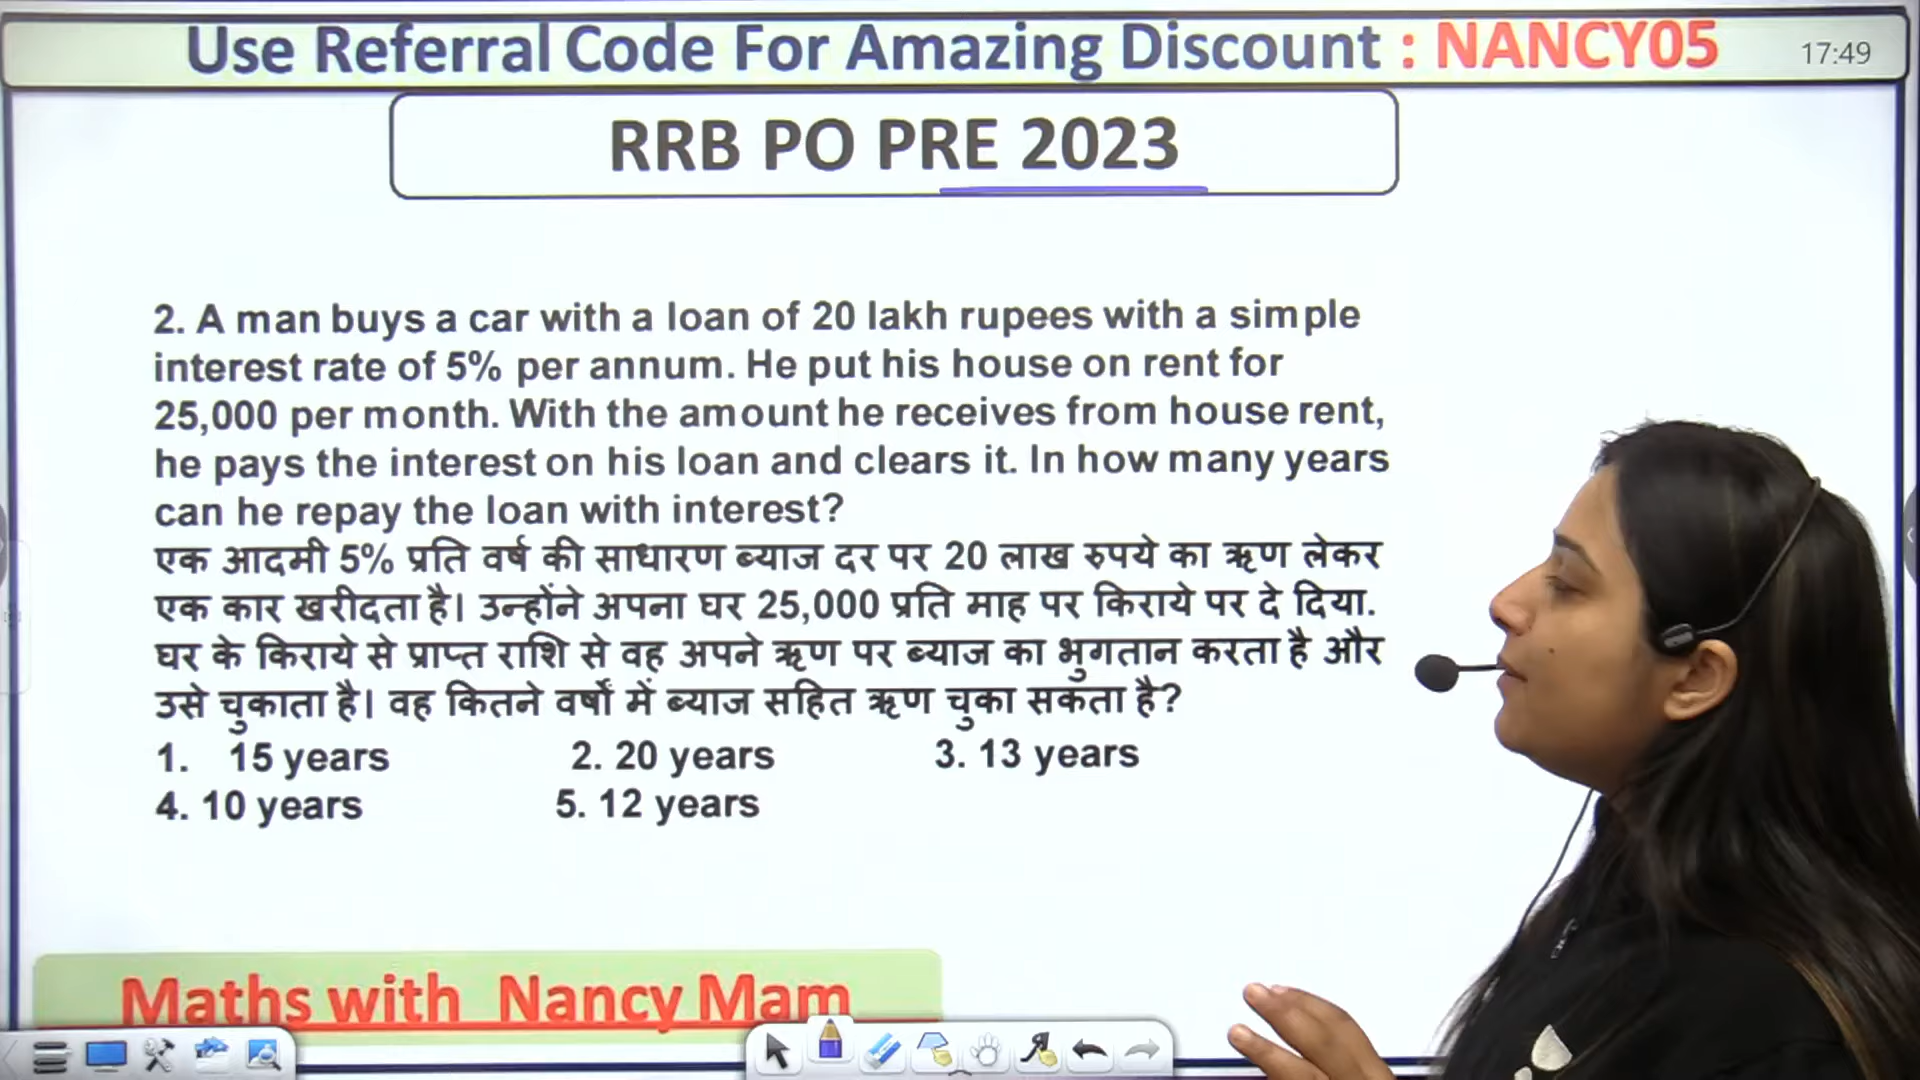 Use Referral Code For Amazing Discount : NANCY05
17:49
RRB PO PRE 2023
2. A man buys a car with a loan of 20 lakh rupees with a simple
interest rate of 5% per annum. He put his house on rent for
25,000 per month. With the amount he receives from house rent,
he pays the interest on his loan and clears it. In how many years
can he repay the loan with interest?
एक आदमी 5% प्रति वर्ष की साधारण ब्याज दर पर 20 लाख रुपये का ऋण लेकर
एक कार खरीदता है। उन्होंने अपना घर 25,000 प्रति माह पर किराये पर दे दिया.
घर के किराये से प्राप्त राशि से वह अपने ऋण पर ब्याज का भुगतान करता है और
उसे चुकाता है। वह कितने वर्षों में ब्याज सहित ऋण चुका सकता है?
1. 15 years 2. 20 years 3. 13 years
4. 10 years 5. 12 years
Maths with Nancy Mam